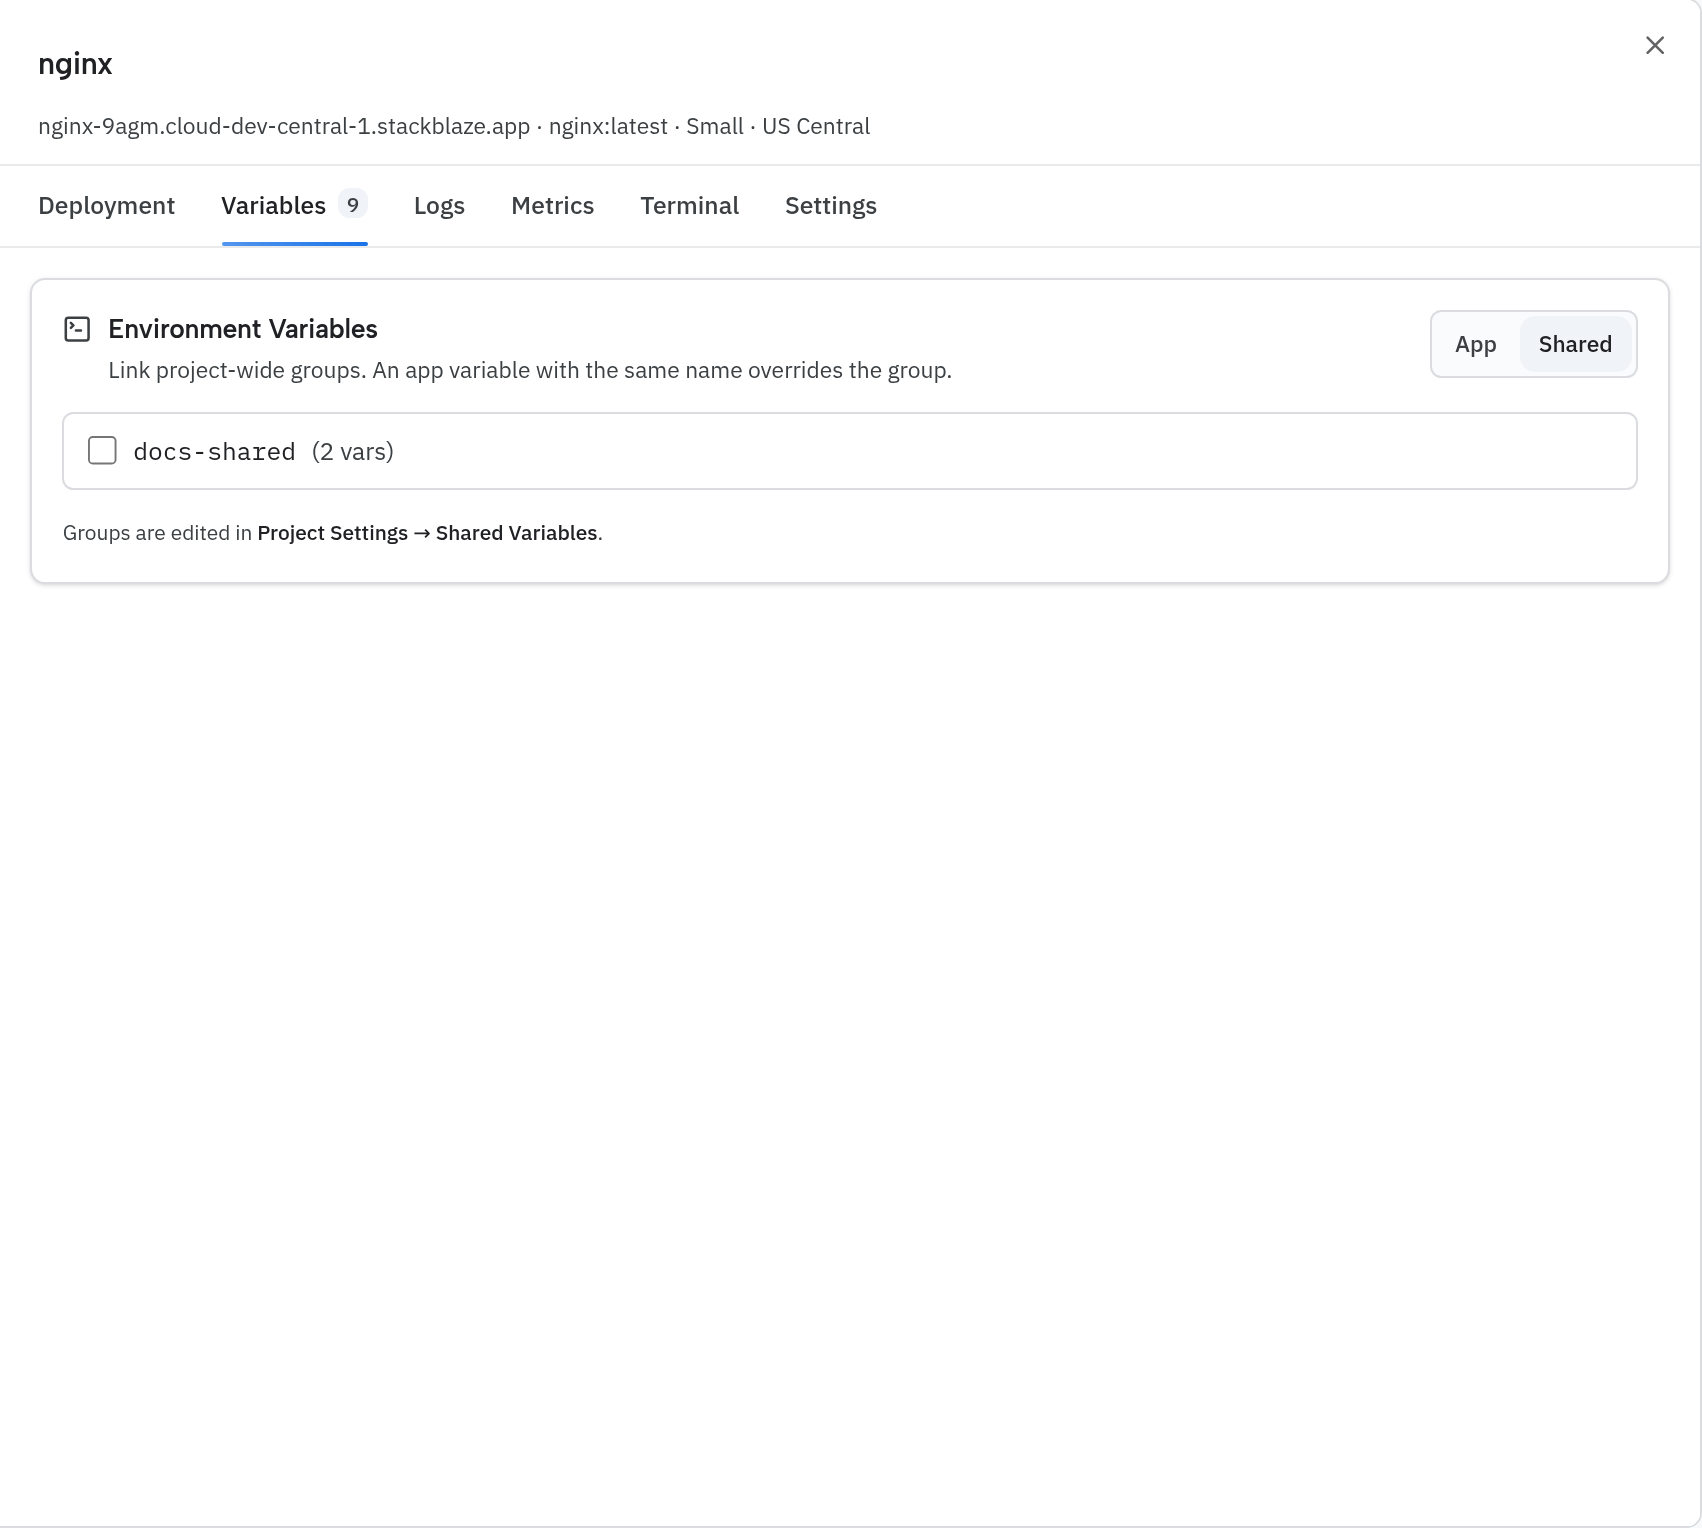 nginx
nginx-9agm.cloud-dev-central-1.stackblaze.app · nginx:latest · Small · US Central
Deployment Variables 9 Logs Metrics Terminal Settings
Environment Variables
Link project-wide groups. An app variable with the same name overrides the group.
App Shared
docs-shared (2 vars)
Groups are edited in Project Settings → Shared Variables.